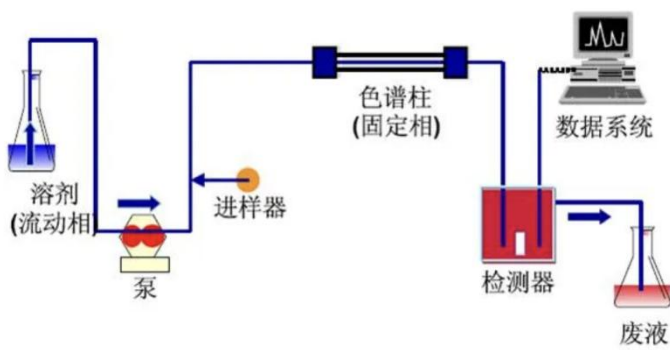 溶剂
(流动相)
泵
进样器
色谱柱
(固定相)
数据系统
检测器
废液